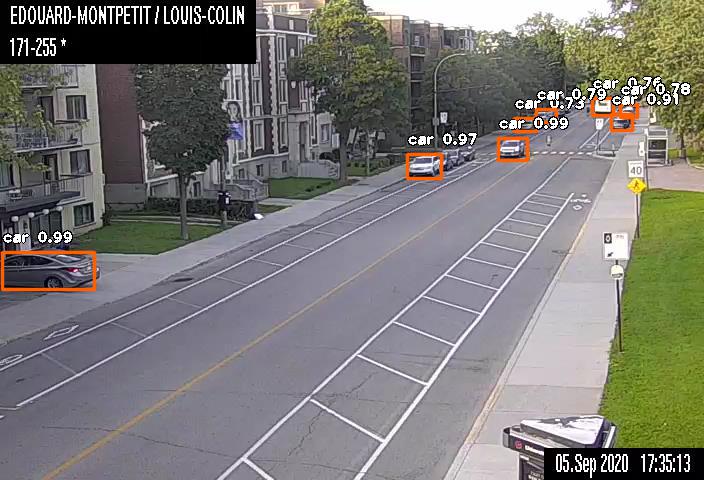 EDOUARD-MONTPETIT / LOUIS-COLIN
171-255 *
car 0.76
car 0.79
car 0.78
car 0.73
car 0.91
car 0.99
car 0.97
40
car 0.99
05.Sep 2020 17:35:13